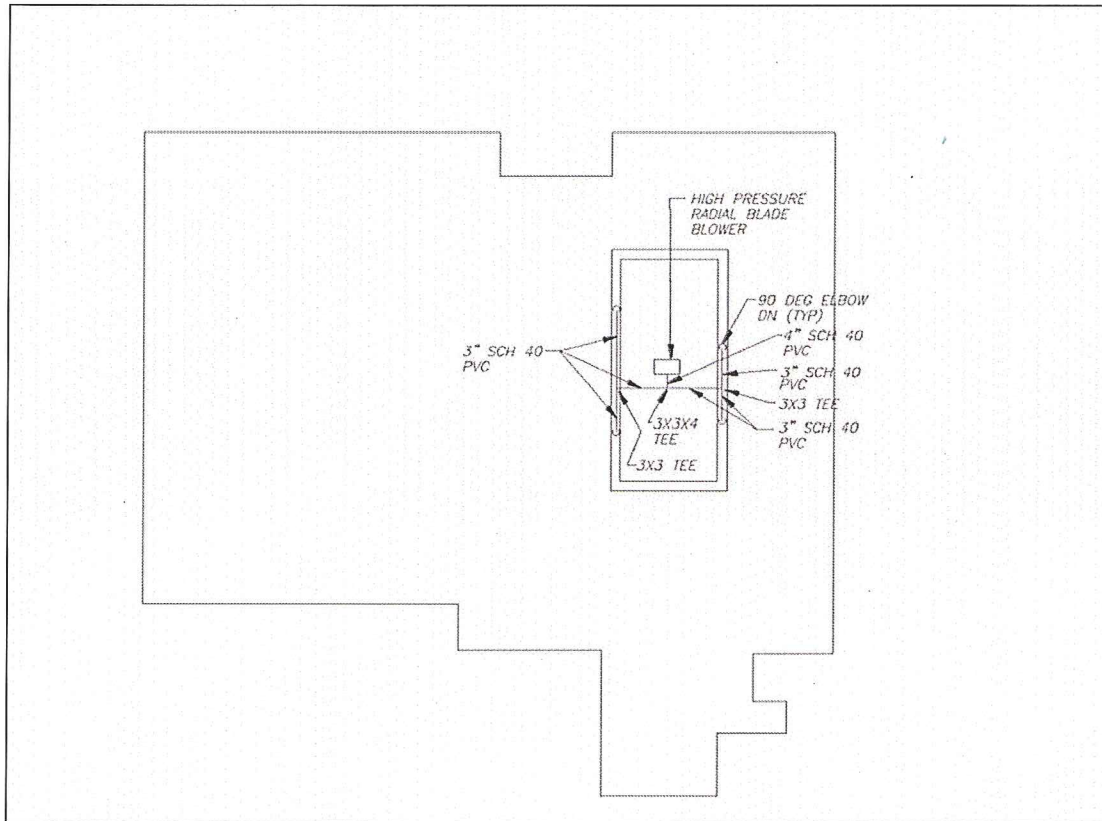 HIGH PRESSURE
RADIAL BLADE
BLOWER
90 DEG ELBOW
DN (TYP)
4" SCH 40
PVC
3" SCH 40
PVC
3" SCH 40
PVC
3X3 TEE
3X3X4
TEE
3" SCH 40
PVC
3X3 TEE